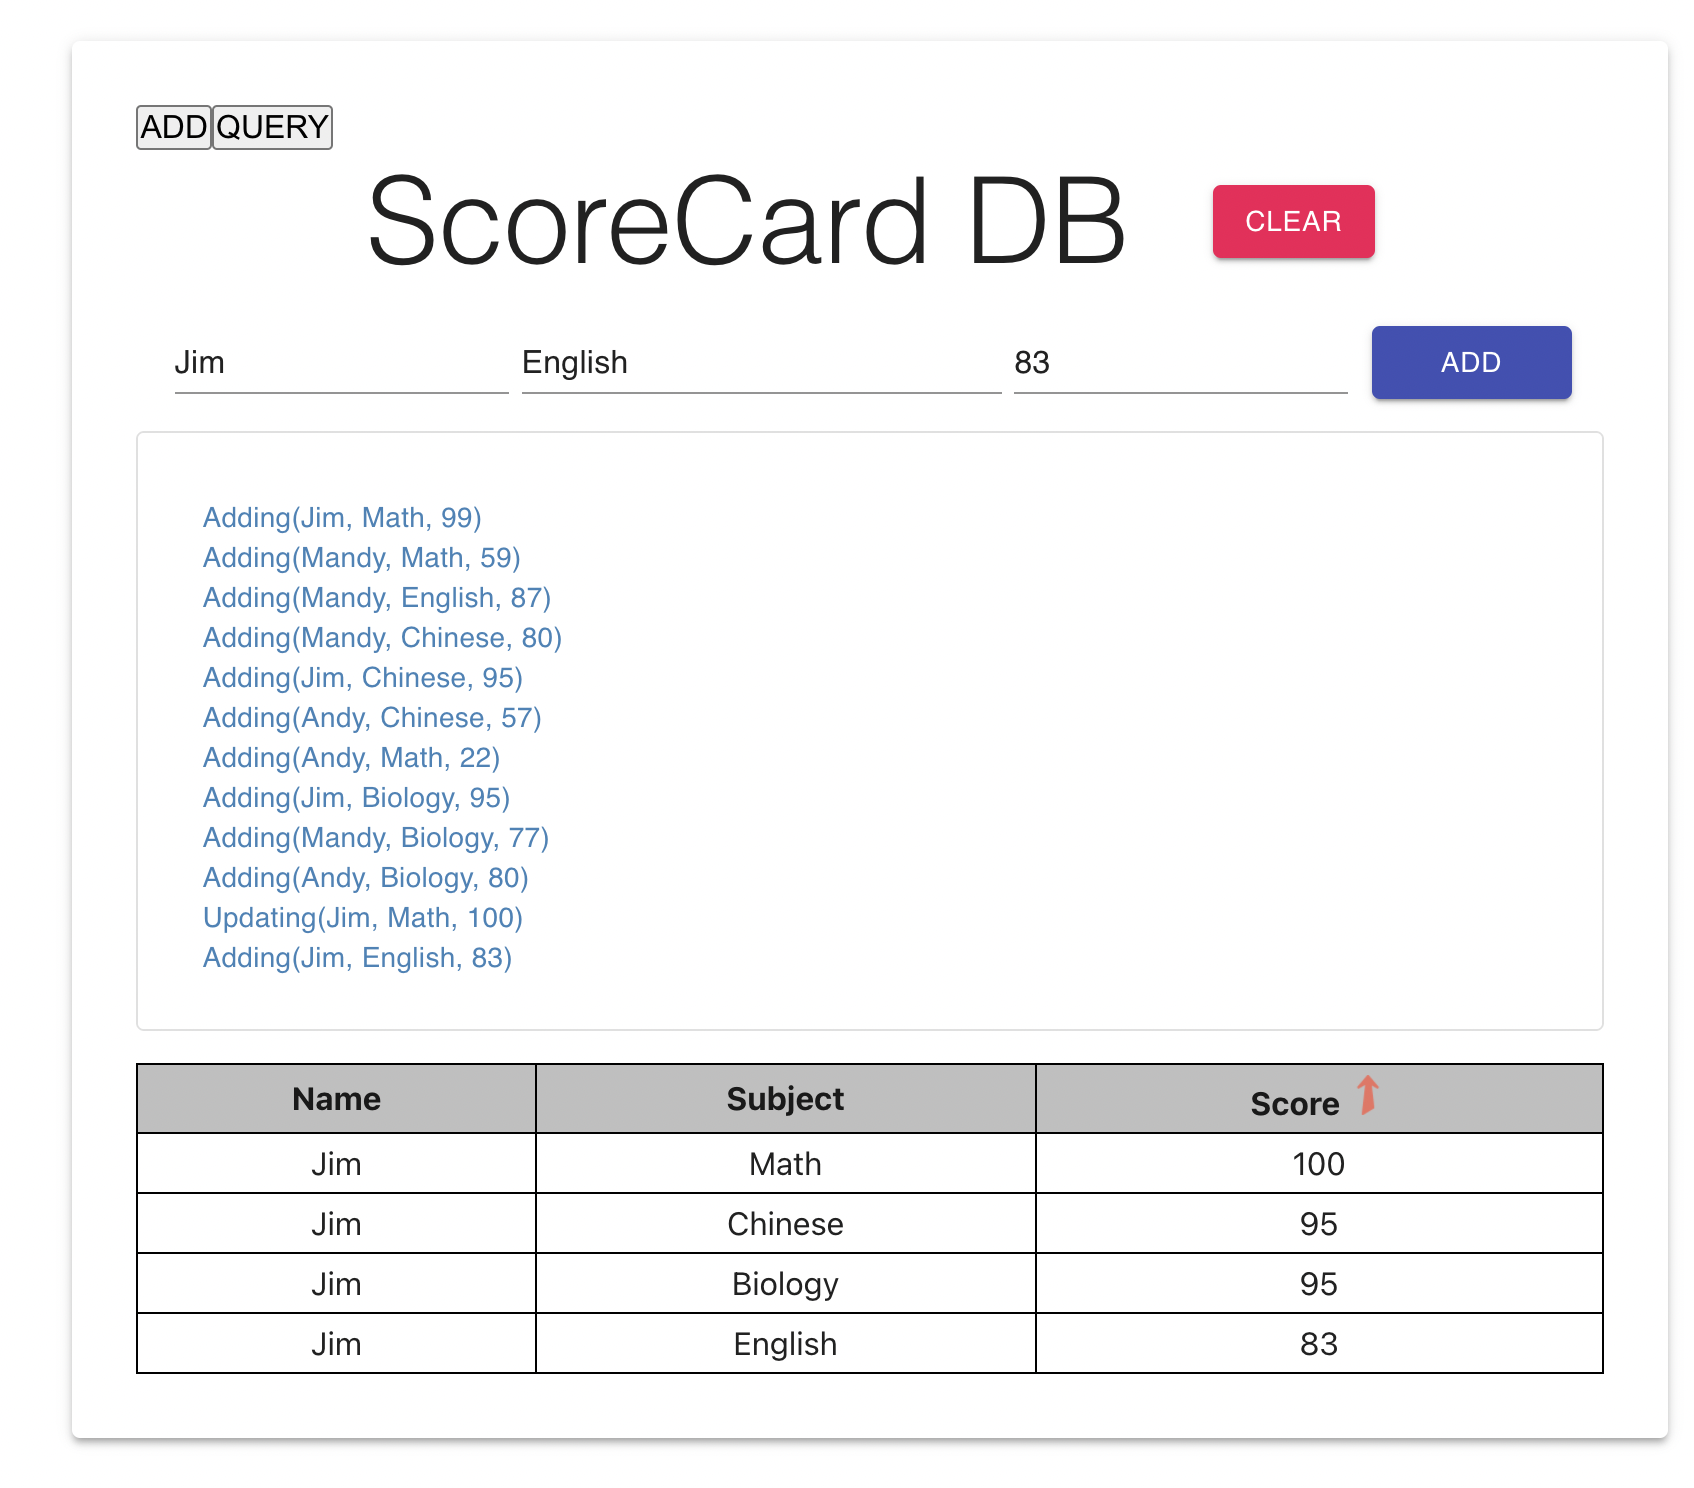 ADD QUERY
ScoreCard DB CLEAR
Jim English 83 ADD
Adding(Jim, Math, 99)
Adding(Mandy, Math, 59)
Adding(Mandy, English, 87)
Adding(Mandy, Chinese, 80)
Adding(Jim, Chinese, 95)
Adding(Andy, Chinese, 57)
Adding(Andy, Math, 22)
Adding(Jim, Biology, 95)
Adding(Mandy, Biology, 77)
Adding(Andy, Biology, 80)
Updating(Jim, Math, 100)
Adding(Jim, English, 83)
Name Subject Score
Jim Math 100
Jim Chinese 95
Jim Biology 95
Jim English 83